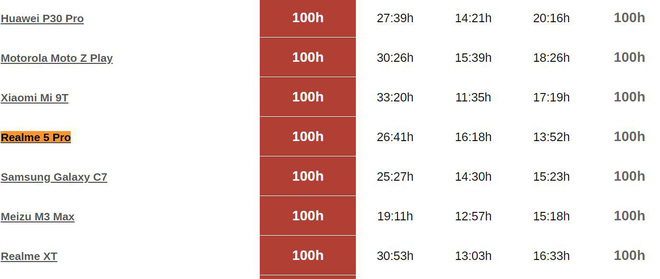 Huawei P30 Pro 100h 27:39h 14:21h 20:16h 100h
Motorola Moto Z Play 100h 30:26h 15:39h 18:26h 100h
Xiaomi Mi 9T 100h 33:20h 11:35h 17:19h 100h
Realme 5 Pro 100h 26:41h 16:18h 13:52h 100h
Samsung Galaxy C7 100h 25:27h 14:30h 15:23h 100h
Meizu M3 Max 100h 19:11h 12:57h 15:18h 100h
Realme XT 100h 30:53h 13:03h 16:33h 100h